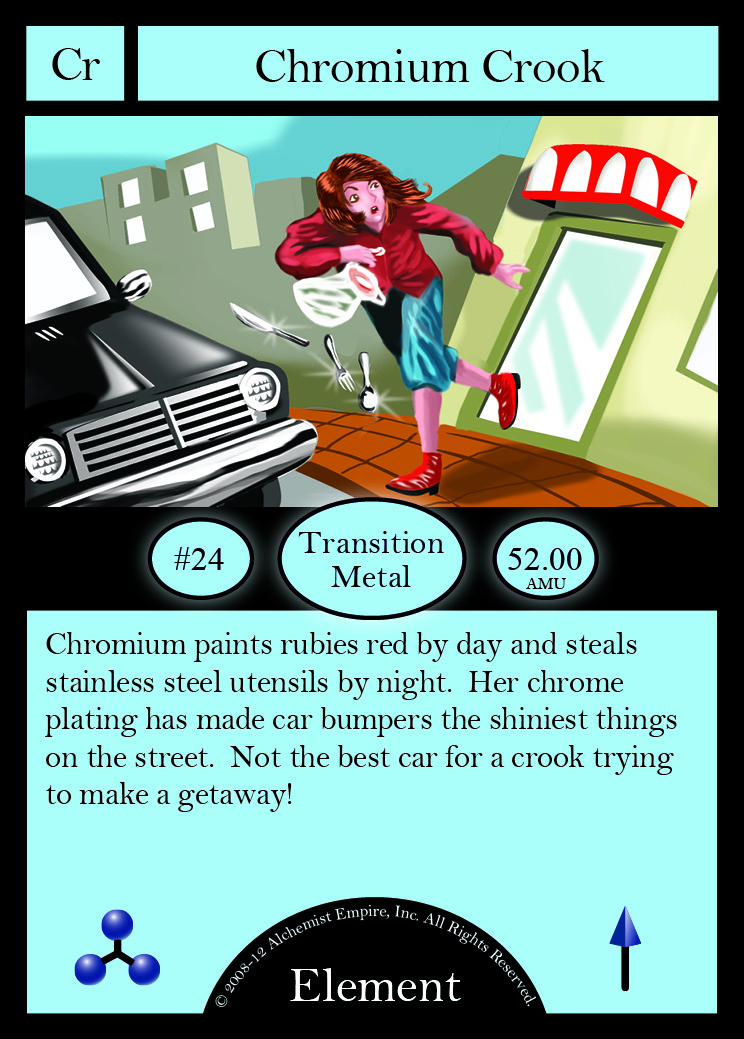 Cr
Chromium Crook
#24
Transition
Metal
52.00
AMU
Chromium paints rubies red by day and steals
stainless steel utensils by night.  Her chrome
plating has made car bumpers the shiniest things
on the street.  Not the best car for a crook trying
to make a getaway!
© 2008-12 Alchemist Empire, Inc. All Rights Reserved.
Element